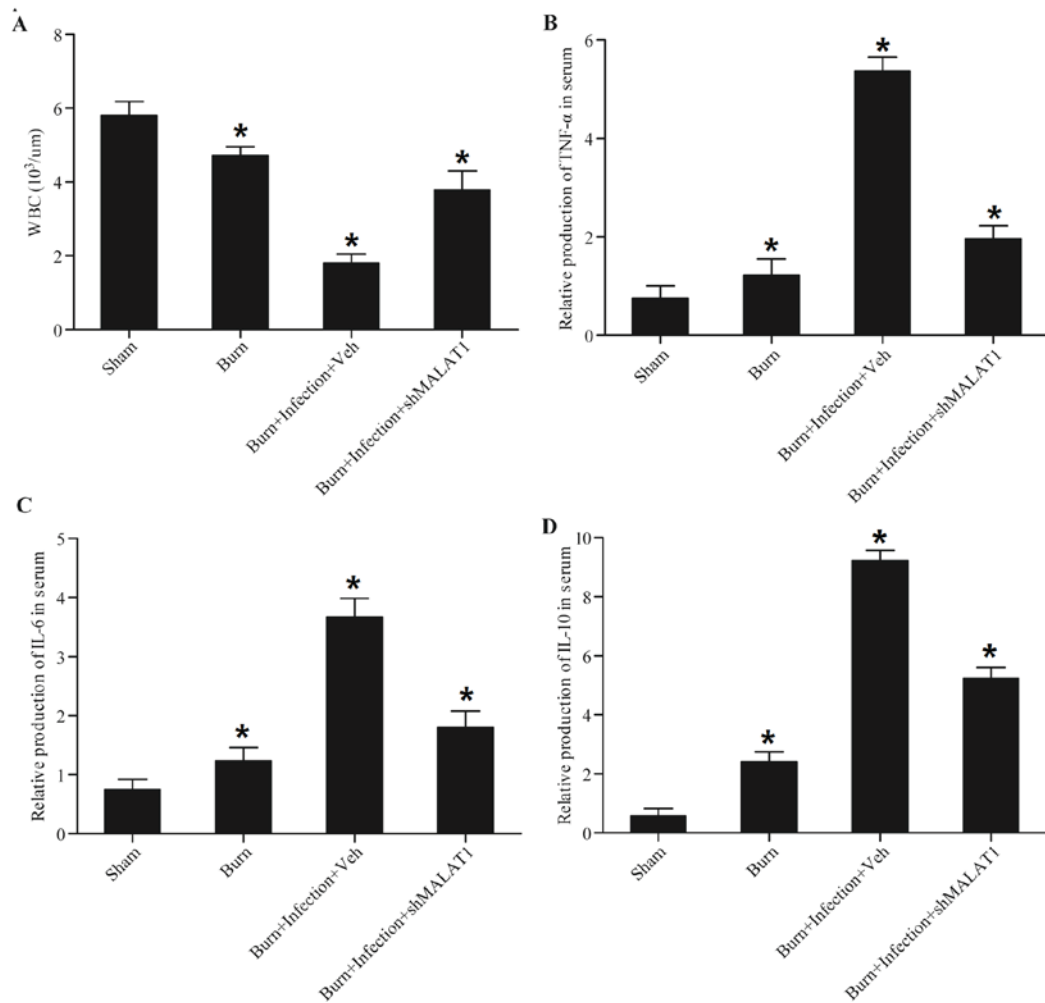 A
WBC (10³/um)
8
6
4
2
0
Sham
Burn
Burn+Infection+Veh
Burn+Infection+shMALAT1
*
*
*
B
Relative production of TNF-α in serum
6
4
2
0
Sham
Burn
Burn+Infection+Veh
Burn+Infection+shMALAT1
*
*
*
C
Relative production of IL-6 in serum
5
4
3
2
1
0
Sham
Burn
Burn+Infection+Veh
Burn+Infection+shMALAT1
*
*
*
D
Relative production of IL-10 in serum
10
8
6
4
2
0
Sham
Burn
Burn+Infection+Veh
Burn+Infection+shMALAT1
*
*
*